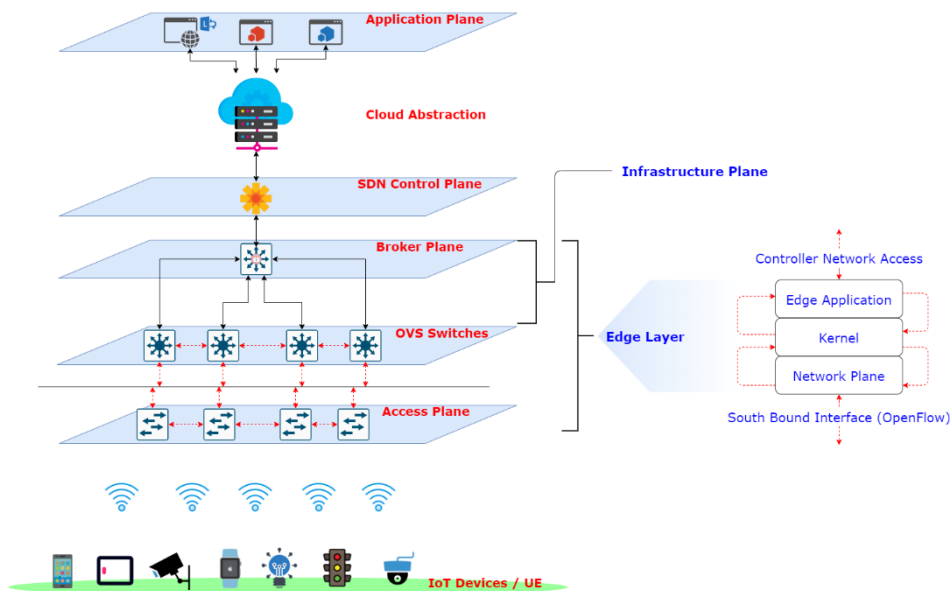 Application Plane
Cloud Abstraction
SDN Control Plane
Infrastructure Plane
Broker Plane
Controller Network Access
Edge Application
OVS Switches
Edge Layer
Kernel
Network Plane
Access Plane
South Bound Interface (OpenFlow)
IoT Devices / UE